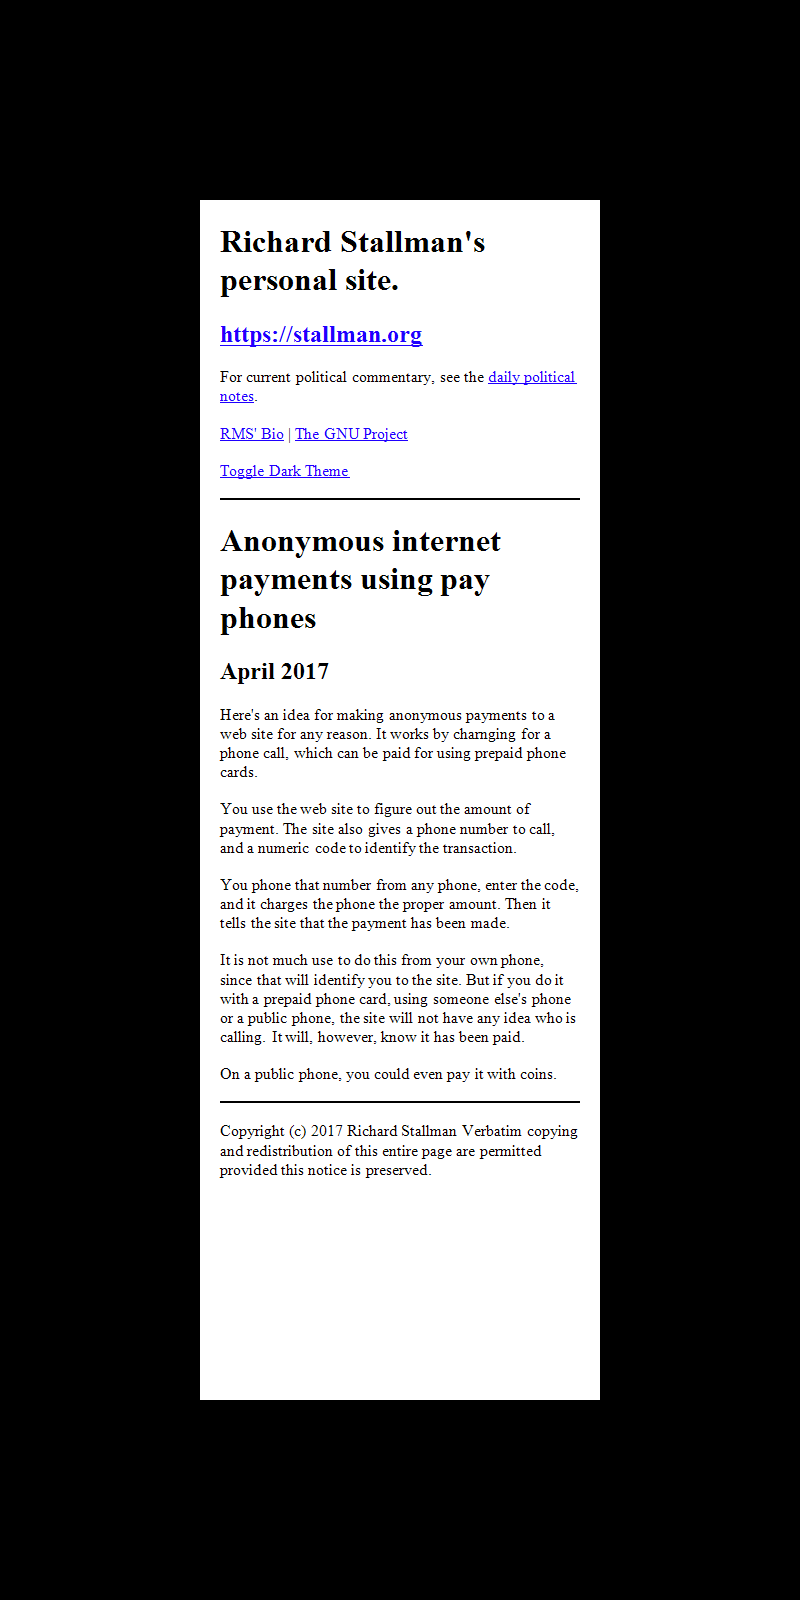 Richard Stallman's
personal site.
https://stallman.org
For current political commentary, see the daily political
notes.
RMS' Bio | The GNU Project
Toggle Dark Theme
Anonymous internet
payments using pay
phones
April 2017
Here's an idea for making anonymous payments to a
web site for any reason. It works by charnging for a
phone call, which can be paid for using prepaid phone
cards.
You use the web site to figure out the amount of
payment. The site also gives a phone number to call,
and a numeric code to identify the transaction.
You phone that number from any phone, enter the code,
and it charges the phone the proper amount. Then it
tells the site that the payment has been made.
It is not much use to do this from your own phone,
since that will identify you to the site. But if you do it
with a prepaid phone card, using someone else's phone
or a public phone, the site will not have any idea who is
calling. It will, however, know it has been paid.
On a public phone, you could even pay it with coins.
Copyright (c) 2017 Richard Stallman Verbatim copying
and redistribution of this entire page are permitted
provided this notice is preserved.